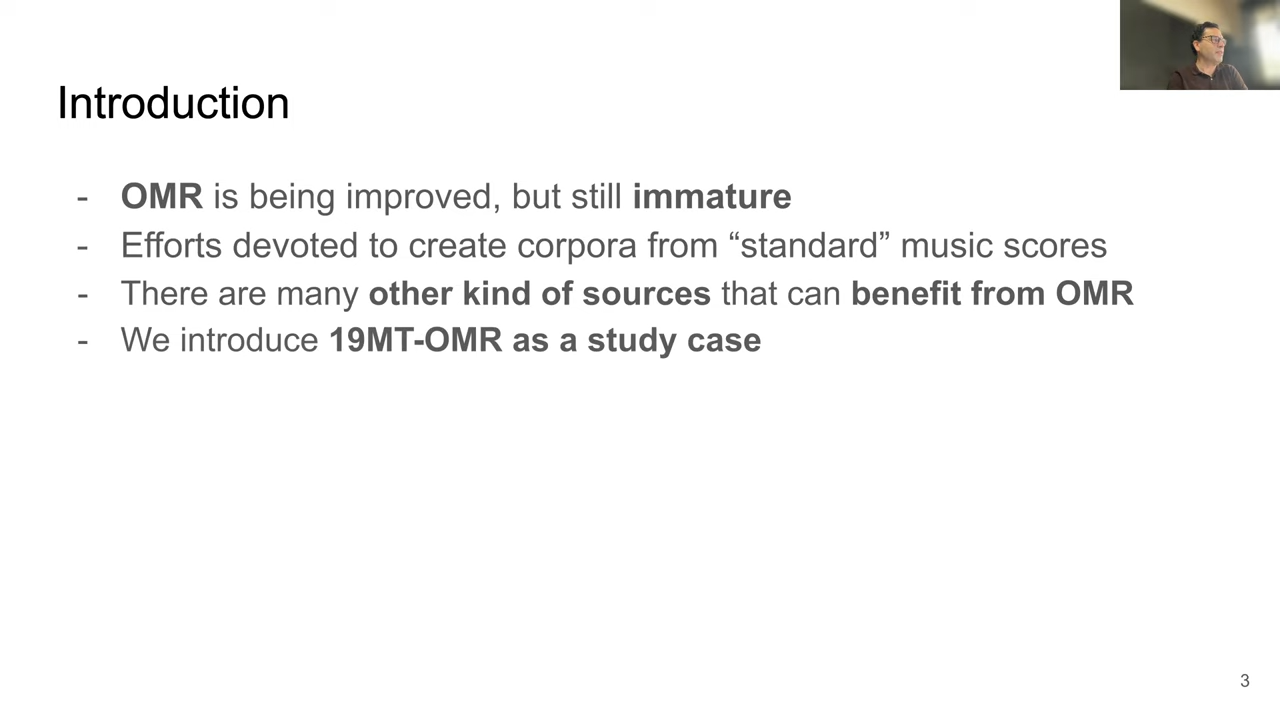 Introduction
- OMR is being improved, but still immature
- Efforts devoted to create corpora from “standard” music scores
- There are many other kind of sources that can benefit from OMR
- We introduce 19MT-OMR as a study case
3